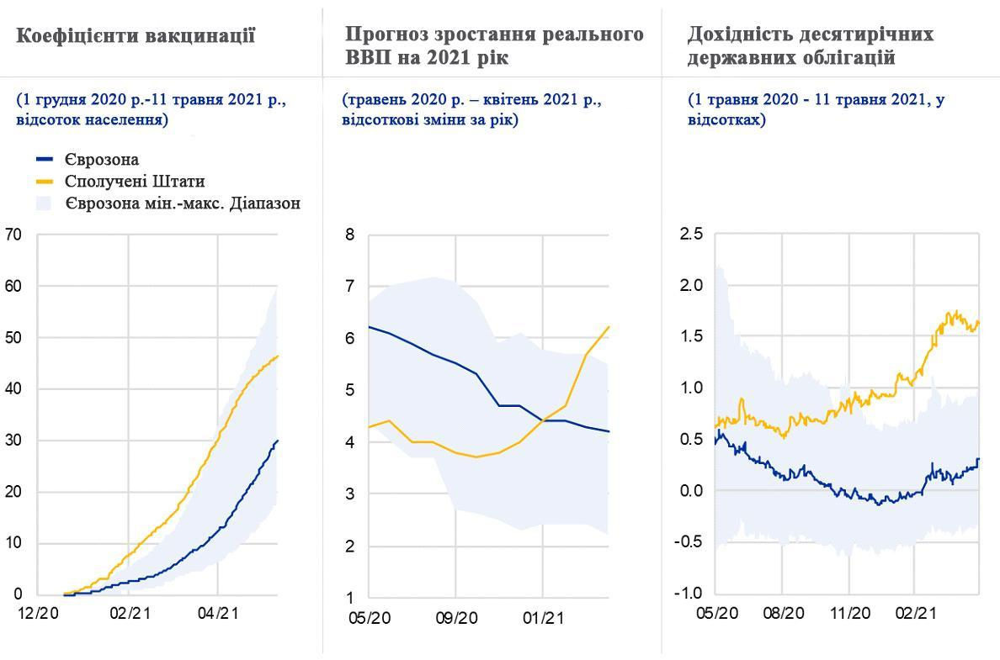 Коефіцієнти вакцинації
(1 грудня 2020 р.-11 травня 2021 р.,
відсоток населення)
Єврозона
Сполучені Штати
Єврозона мін.-макс. Діапазон
70
60
50
40
30
20
10
0
12/20 02/21 04/21
Прогноз зростання реального
ВВП на 2021 рік
(травень 2020 р. – квітень 2021 р.,
відсоткові зміни за рік)
8
7
6
5
4
3
2
1
05/20 09/20 01/21
Дохідність десятирічних
державних облігацій
(1 травня 2020 - 11 травня 2021, у
відсотках)
2.5
2.0
1.5
1.0
0.5
0.0
-0.5
-1.0
05/20 08/20 11/20 02/21